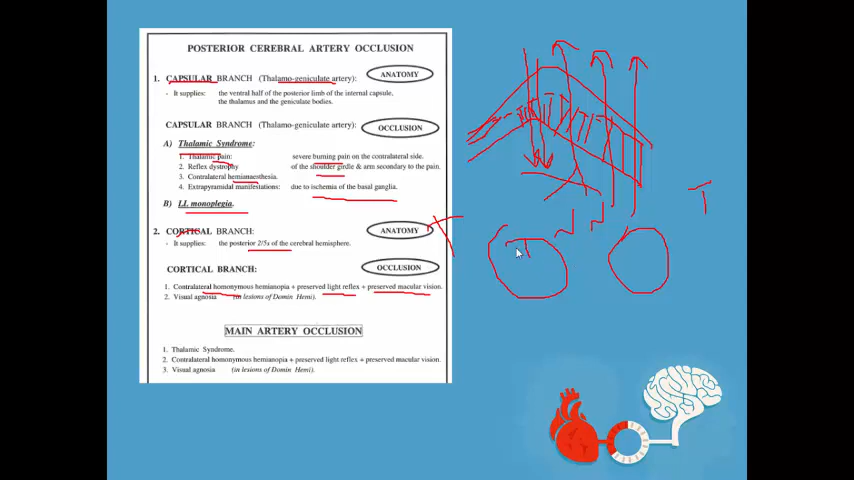 POSTERIOR CEREBRAL ARTERY OCCLUSION
1. CAPSULAR BRANCH (Thalamo-geniculate artery): ANATOMY
- It supplies: the ventral half of the posterior limb of the internal capsule,
the thalamus and the geniculate bodies.
CAPSULAR BRANCH (Thalamo-geniculate artery): OCCLUSION
A) Thalamic Syndrome:
1. Thalamic pain: severe burning pain on the contralateral side.
2. Reflex dystrophy of the shoulder girdle & arm secondary to the pain.
3. Contralateral hemianaesthesia.
4. Extrapyramidal manifestations: due to ischemia of the basal ganglia.
B) LL monoplegia.
2. CORTICAL BRANCH: ANATOMY
- It supplies: the posterior 2/5s of the cerebral hemisphere.
CORTICAL BRANCH: OCCLUSION
1. Contralateral homonymous hemianopia + preserved light reflex + preserved macular vision.
2. Visual agnosia (in lesions of Domin Hemi).
MAIN ARTERY OCCLUSION
1. Thalamic Syndrome.
2. Contralateral homonymous hemianopia + preserved light reflex + preserved macular vision.
3. Visual agnosia (in lesions of Domin Hemi).